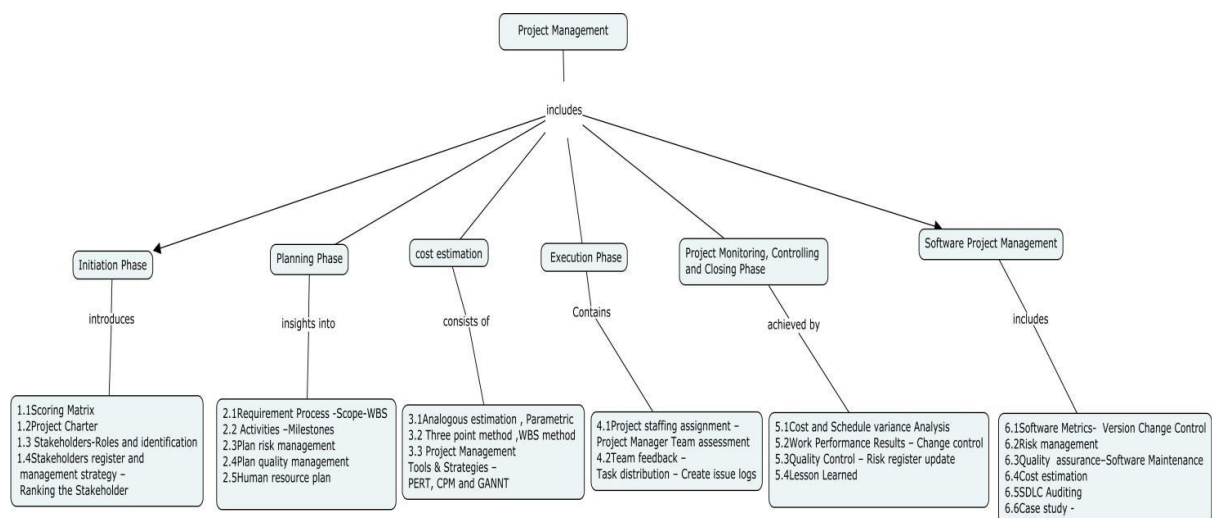 Project Management
includes
Initiation Phase
Planning Phase
cost estimation
Execution Phase
Project Monitoring, Controlling
and Closing Phase
Software Project Management
introduces
insights into
consists of
Contains
achieved by
includes
1.1Scoring Matrix
1.2Project Charter
1.3 Stakeholders-Roles and identification
1.4Stakeholders register and
management strategy –
Ranking the Stakeholder
2.1Requirement Process -Scope-WBS
2.2 Activities –Milestones
2.3Plan risk management
2.4Plan quality management
2.5Human resource plan
3.1Analogous estimation , Parametric
3.2 Three point method ,WBS method
3.3 Project Management
Tools & Strategies –
PERT, CPM and GANNT
4.1Project staffing assignment –
Project Manager Team assessment
4.2Team feedback –
Task distribution – Create issue logs
5.1Cost and Schedule variance Analysis
5.2Work Performance Results – Change control
5.3Quality Control – Risk register update
5.4Lesson Learned
6.1Software Metrics- Version Change Control
6.2Risk management
6.3Quality assurance–Software Maintenance
6.4Cost estimation
6.5SDLC Auditing
6.6Case study -